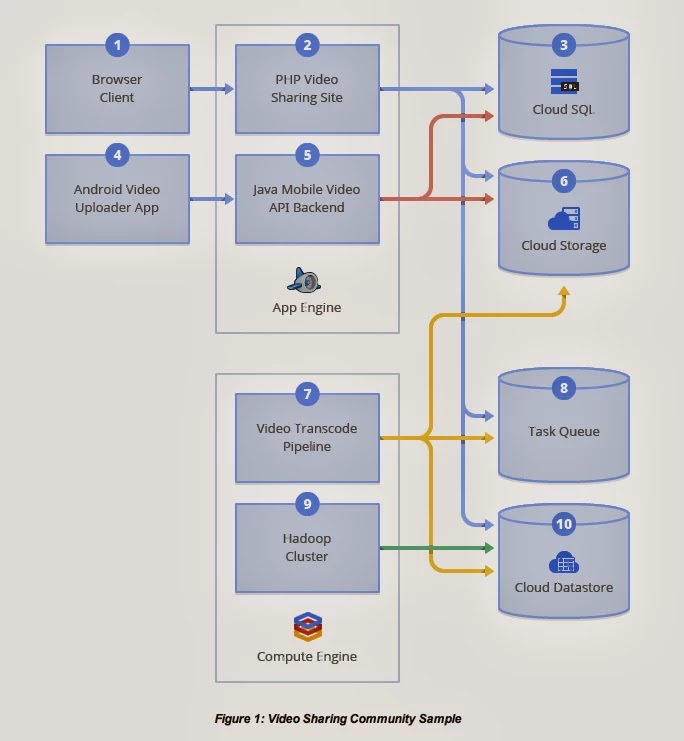 1
Browser
Client
2
PHP Video
Sharing Site
3
SQL
Cloud SQL
4
Android Video
Uploader App
5
Java Mobile Video
API Backend
6
Cloud Storage
App Engine
7
Video Transcode
Pipeline
8
Task Queue
9
Hadoop
Cluster
10
Cloud Datastore
Compute Engine
Figure 1: Video Sharing Community Sample